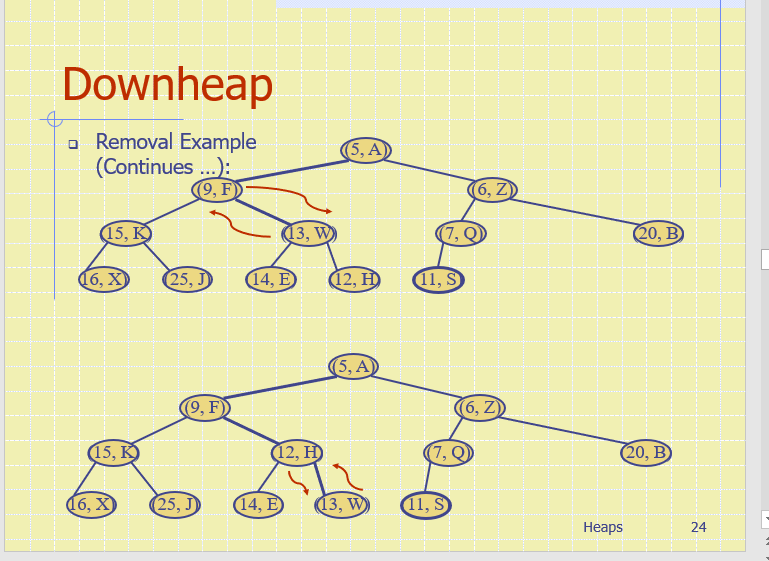 Downheap
Removal Example
(Continues ...):
(5, A)
(9, F) (6, Z)
(15, K) (13, W) (7, Q) (20, B)
(16, X) (25, J) (14, E) (12, H) (11, S)
(5, A)
(9, F) (6, Z)
(15, K) (12, H) (7, Q) (20, B)
(16, X) (25, J) (14, E) (13, W) (11, S)
Heaps 24